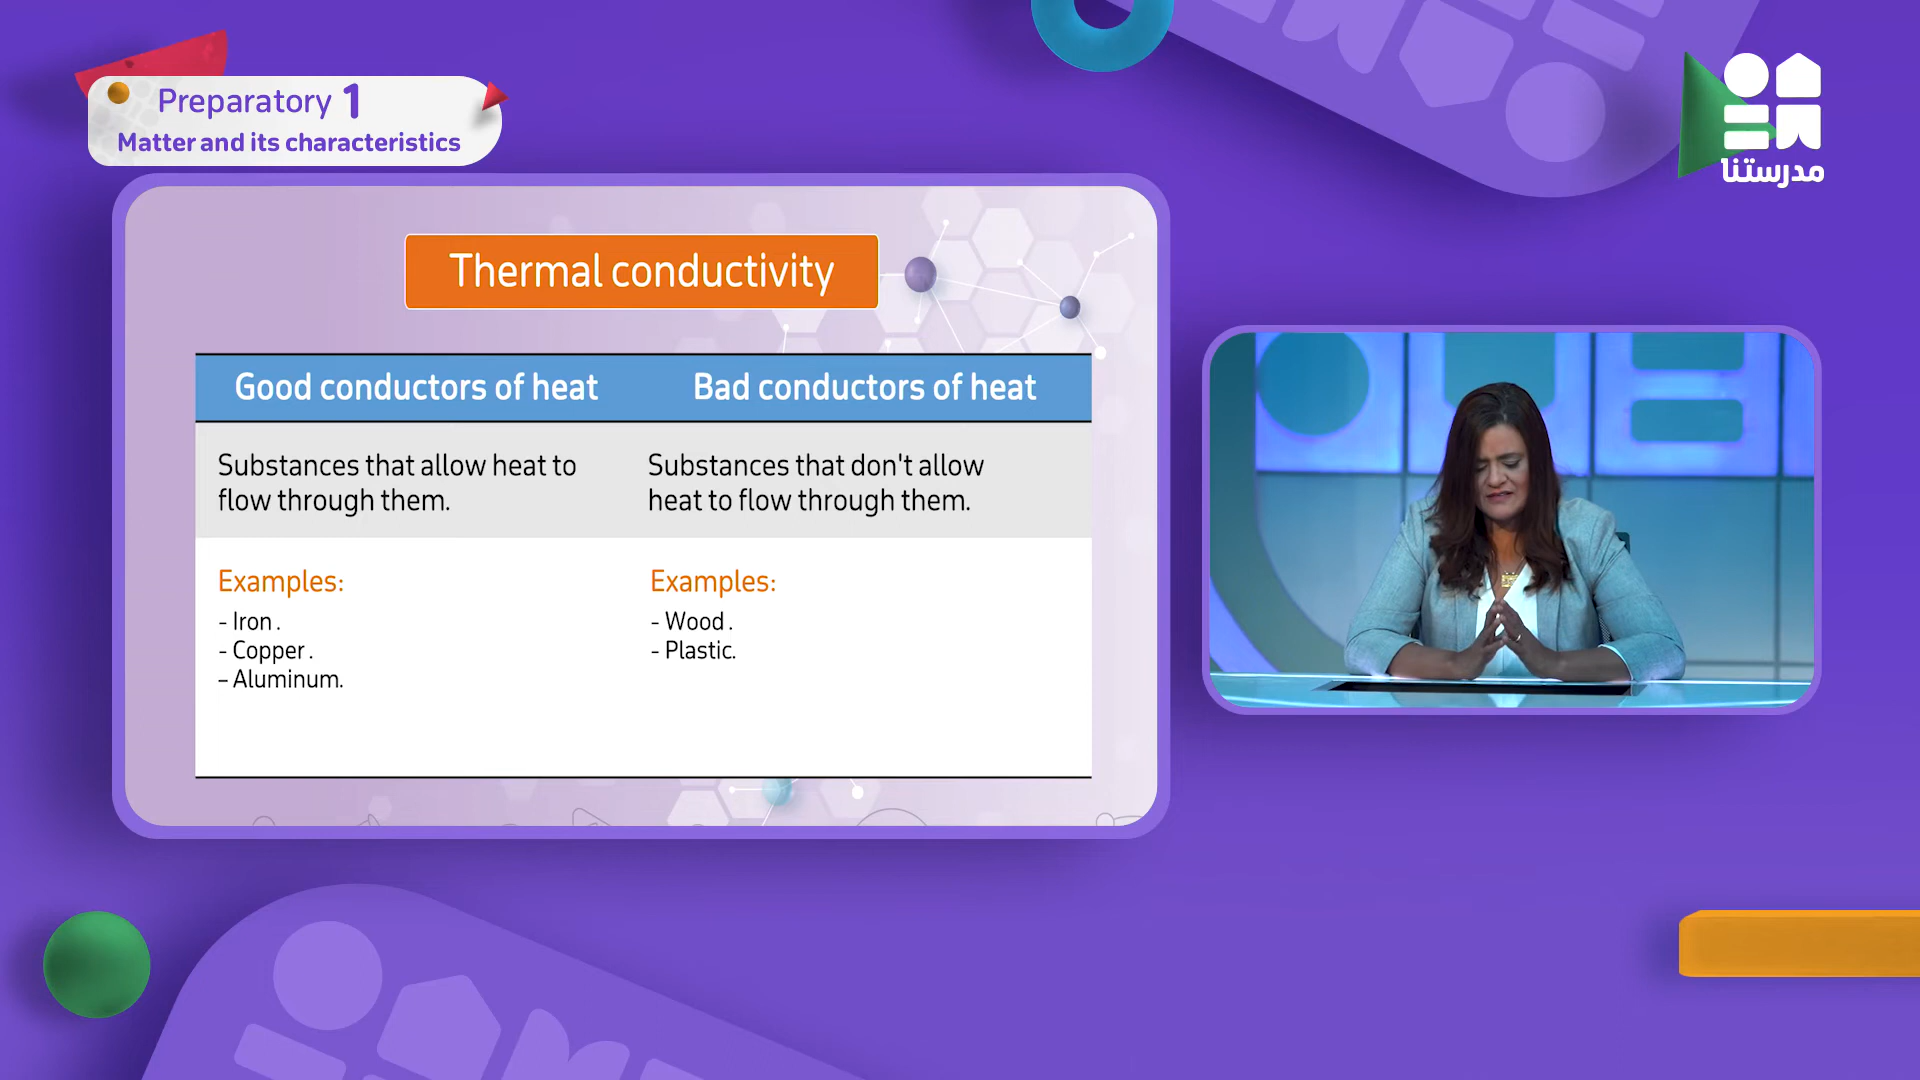 Preparatory 1
Matter and its characteristics
مدرستنا
Thermal conductivity
Good conductors of heat
Bad conductors of heat
Substances that allow heat to
flow through them.
Substances that don't allow
heat to flow through them.
Examples:
- Iron .
- Copper .
– Aluminum.
Examples:
- Wood .
- Plastic.